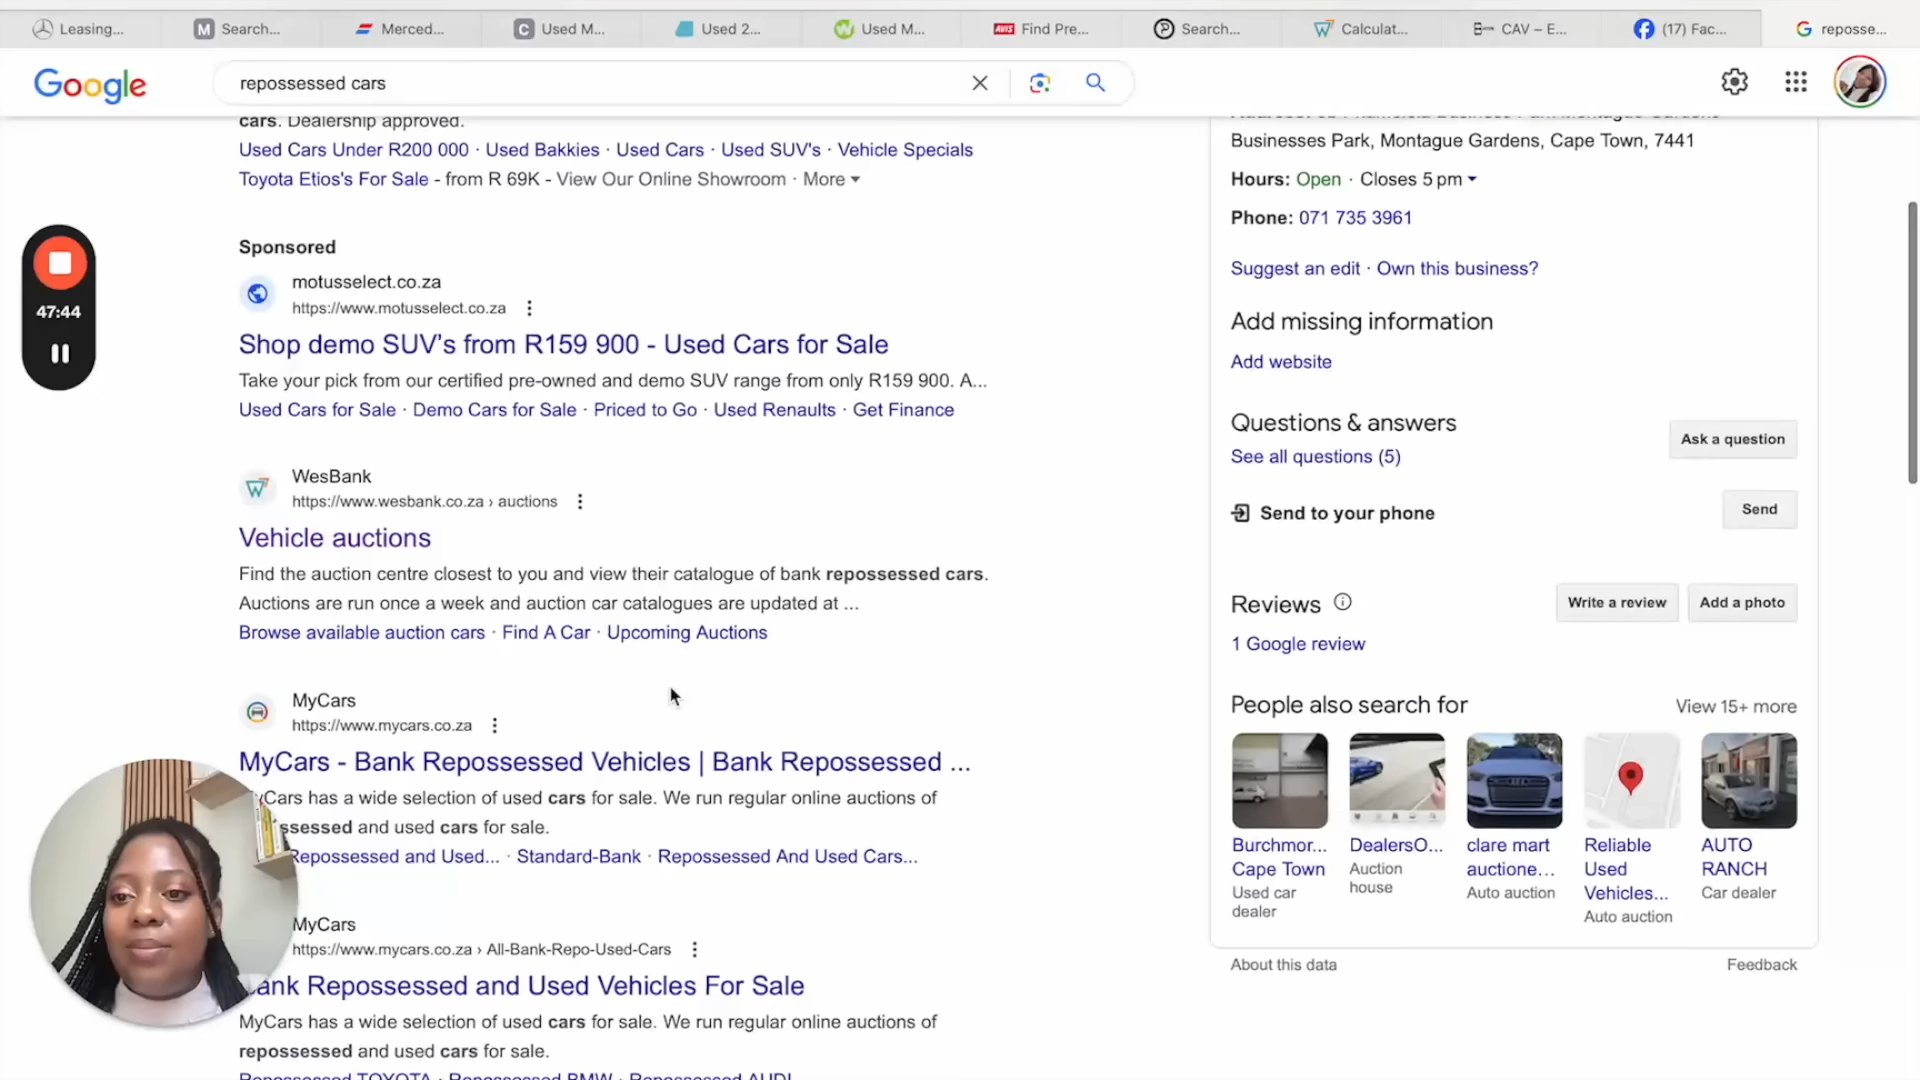 Leasing...
Search...
Merced...
Used M...
Used 2...
Used M...
Find Pre...
Search...
Calculat...
CAV – E...
(17) Fac...
reposse...
Google
repossessed cars
cars. Dealership approved.
Used Cars Under R200 000 · Used Bakkies · Used Cars · Used SUV's · Vehicle Specials
Toyota Etios's For Sale - from R 69K - View Our Online Showroom · More
Sponsored
motusselect.co.za
https://www.motusselect.co.za
Shop demo SUV's from R159 900 - Used Cars for Sale
Take your pick from our certified pre-owned and demo SUV range from only R159 900. A...
Used Cars for Sale · Demo Cars for Sale · Priced to Go · Used Renaults · Get Finance
47:44
WesBank
https://www.wesbank.co.za › auctions
Vehicle auctions
Find the auction centre closest to you and view their catalogue of bank repossessed cars.
Auctions are run once a week and auction car catalogues are updated at ...
Browse available auction cars · Find A Car · Upcoming Auctions
MyCars
https://www.mycars.co.za
MyCars - Bank Repossessed Vehicles | Bank Repossessed ...
yCars has a wide selection of used cars for sale. We run regular online auctions of
ssessed and used cars for sale.
Repossessed and Used... · Standard-Bank · Repossessed And Used Cars...
MyCars
https://www.mycars.co.za › All-Bank-Repo-Used-Cars
ank Repossessed and Used Vehicles For Sale
MyCars has a wide selection of used cars for sale. We run regular online auctions of
repossessed and used cars for sale.
Repossessed TOYOTA · Repossessed BMW · Repossessed AUDI
Businesses Park, Montague Gardens, Cape Town, 7441
Hours: Open · Closes 5 pm
Phone: 071 735 3961
Suggest an edit · Own this business?
Add missing information
Add website
Questions & answers
See all questions (5)
Ask a question
Send to your phone
Send
Reviews
Write a review
Add a photo
1 Google review
People also search for
View 15+ more
Burchmor...
Cape Town
Used car
dealer
DealersO...
Auction
house
clare mart
auctione...
Auto auction
Reliable
Used
Vehicles...
Auto auction
AUTO
RANCH
Car dealer
About this data
Feedback